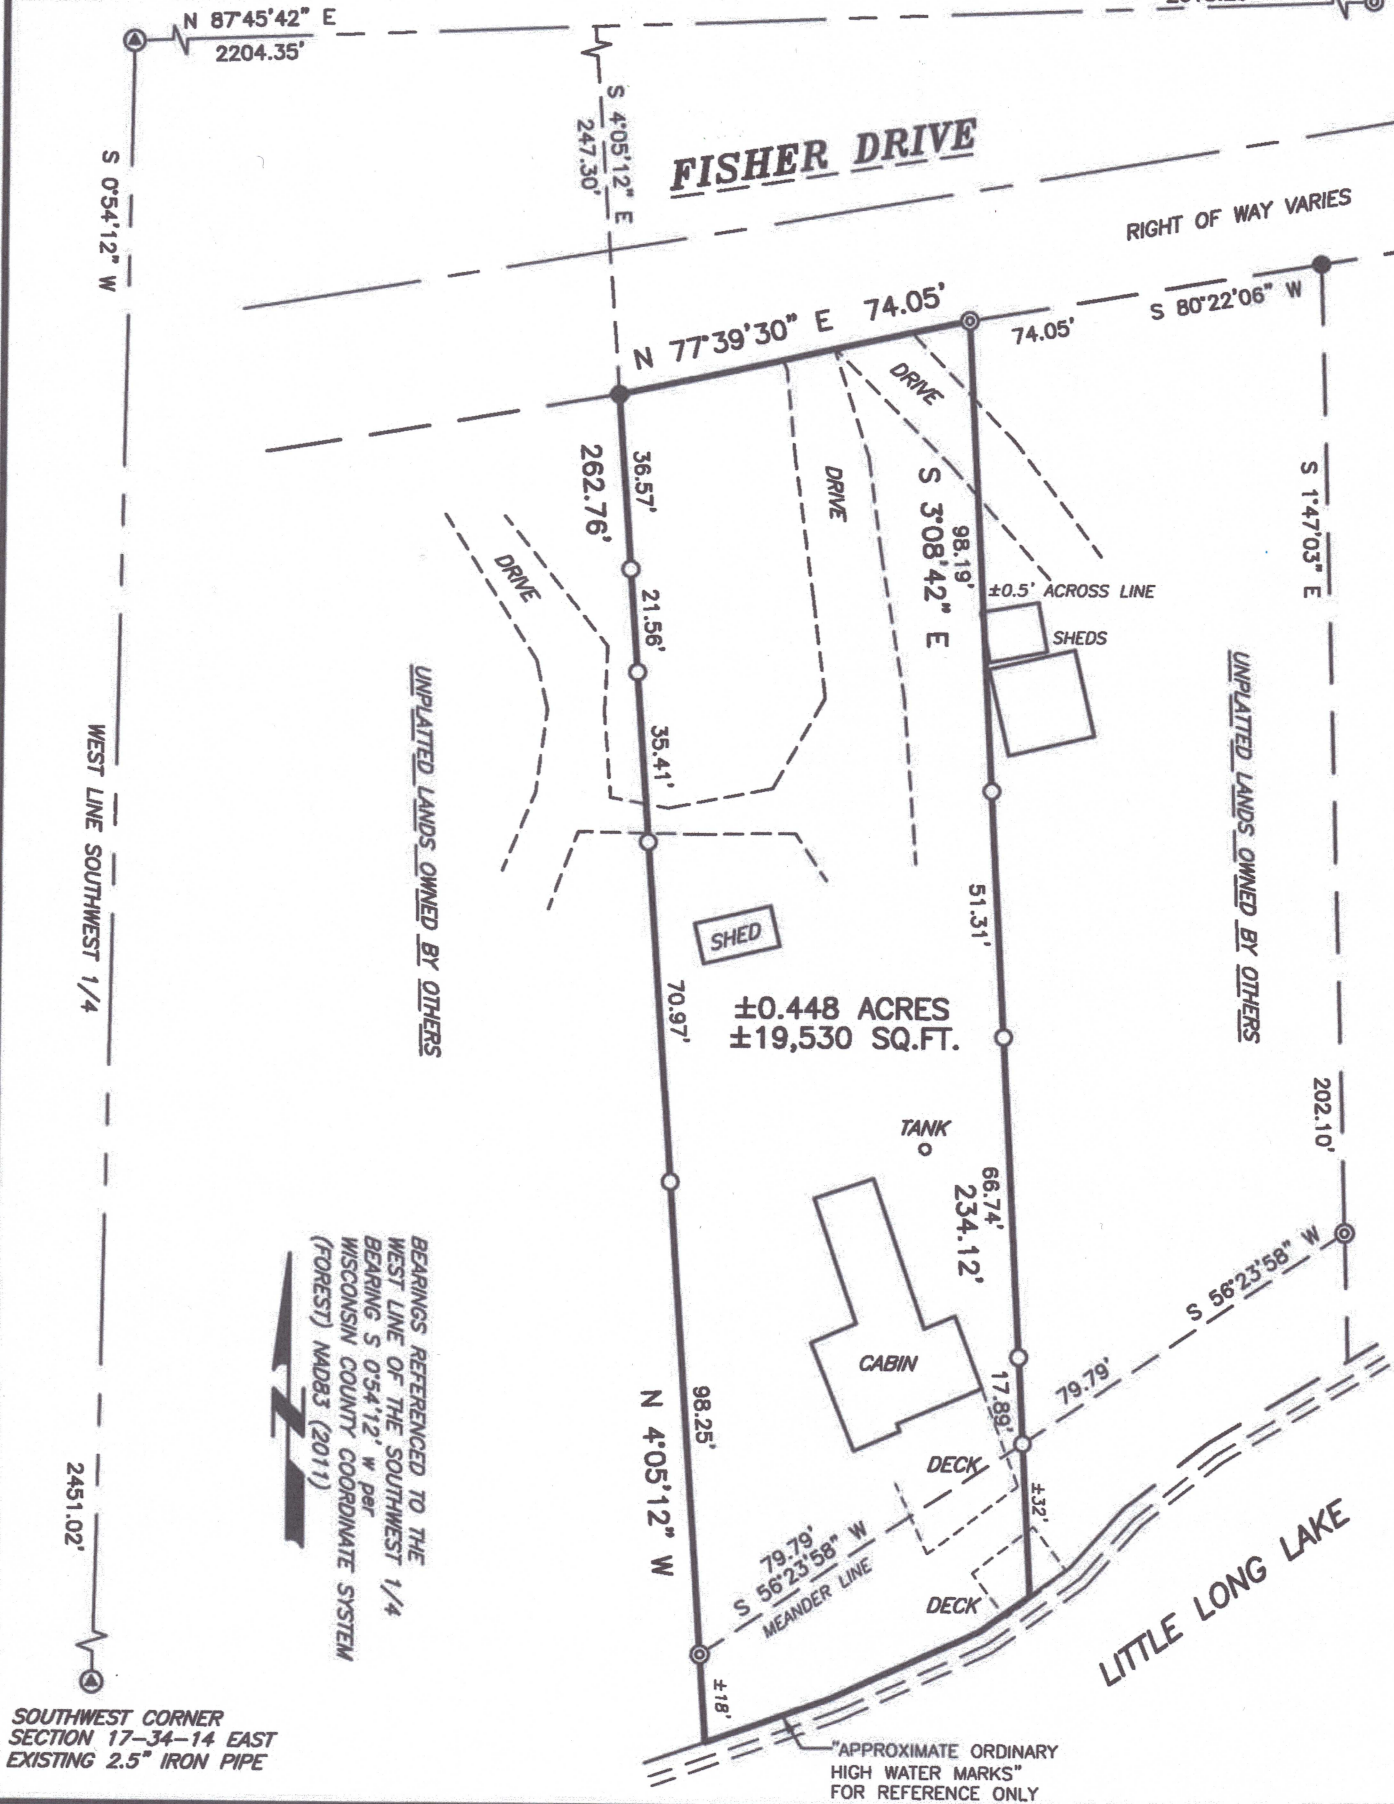 N 87°45'42" E
2204.35'
S 4°05'12" E
247.30'
FISHER DRIVE
RIGHT OF WAY VARIES
S 0°54'12" W
N 77°39'30" E 74.05'
74.05'
S 80°22'06" W
DRIVE
36.57'
262.76'
DRIVE
98.19'
S 3°08'42" E
S 1°47'03" E
DRIVE
21.56'
±0.5' ACROSS LINE
SHEDS
35.41'
UNPLATTED LANDS OWNED BY OTHERS
UNPLATTED LANDS OWNED BY OTHERS
WEST LINE SOUTHWEST 1/4
51.31'
SHED
70.97'
±0.448 ACRES
±19,530 SQ.FT.
202.10'
TANK
66.74'
234.12'
BEARINGS REFERENCED TO THE
WEST LINE OF THE SOUTHWEST 1/4
BEARING S 0°54'12' w per
WISCONSIN COUNTY COORDINATE SYSTEM
(FOREST) NAD83 (2011)
S 56°23'58" W
79.79'
CABIN
17.89'
98.25'
N 4°05'12" W
DECK
±32'
79.79'
S 56°23'58" W
MEANDER LINE
DECK
2451.02'
LITTLE LONG LAKE
±18'
SOUTHWEST CORNER
SECTION 17-34-14 EAST
EXISTING 2.5" IRON PIPE
"APPROXIMATE ORDINARY
HIGH WATER MARKS"
FOR REFERENCE ONLY